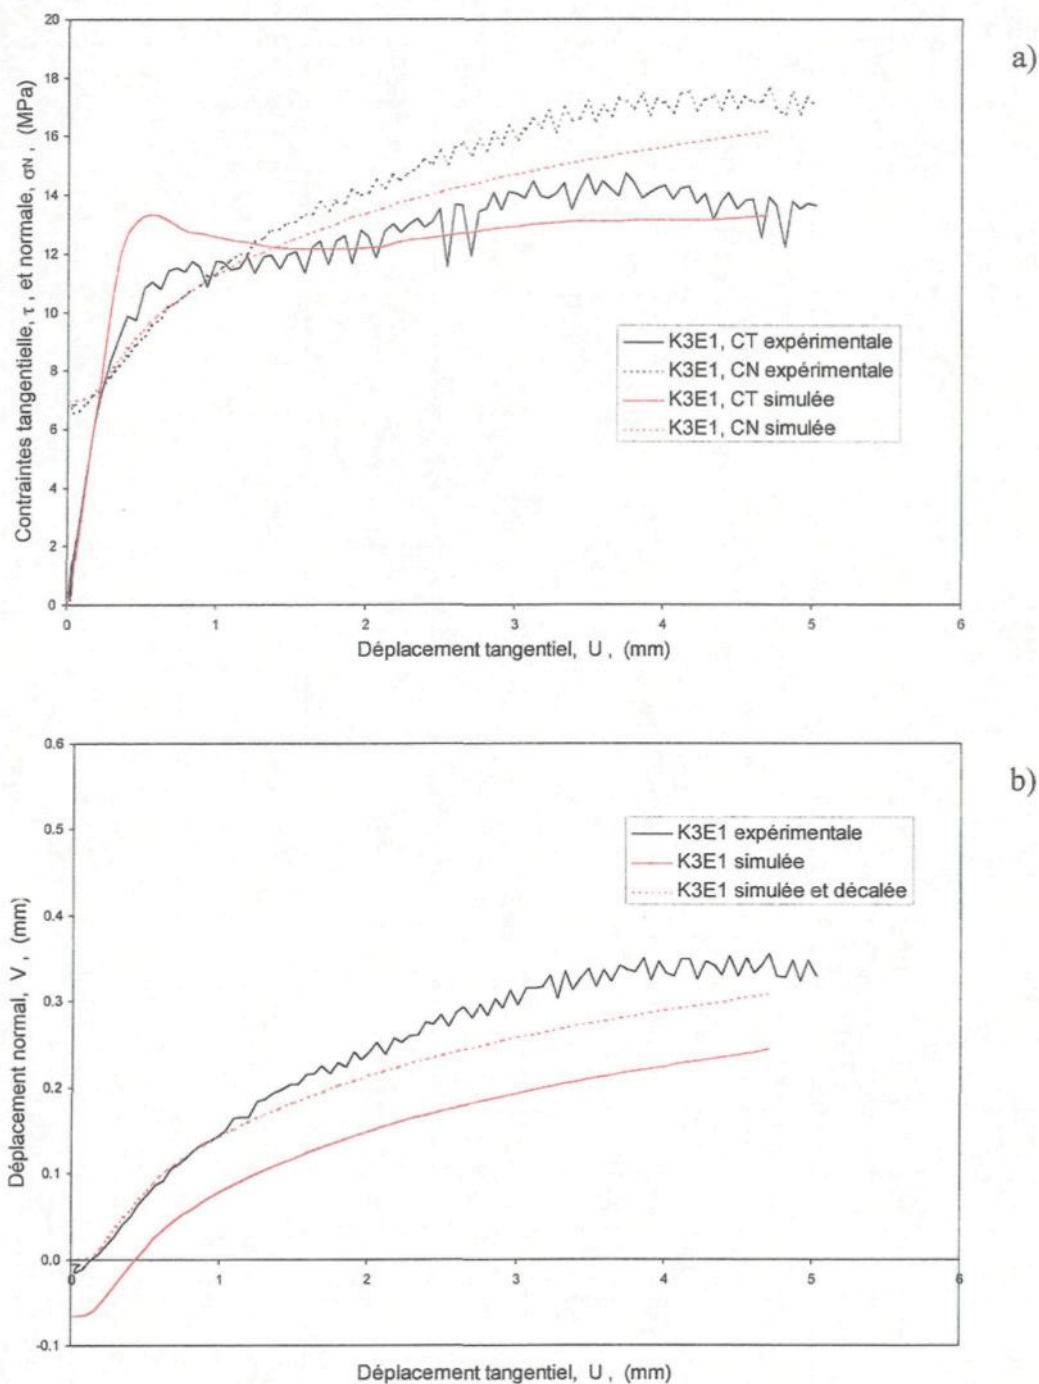 a)
20
18
16
14
12
10
8
6
4
2
0
Contraintes tangentielle, τ , et normale, σN , (MPa)
K3E1, CT expérimentale
K3E1, CN expérimentale
K3E1, CT simulée
K3E1, CN simulée
0 1 2 3 4 5 6
Déplacement tangentiel, U , (mm)
b)
0.6
0.5
0.4
0.3
0.2
0.1
0.0
-0.1
Déplacement normal, V , (mm)
K3E1 expérimentale
K3E1 simulée
K3E1 simulée et décalée
0 1 2 3 4 5 6
Déplacement tangentiel, U , (mm)